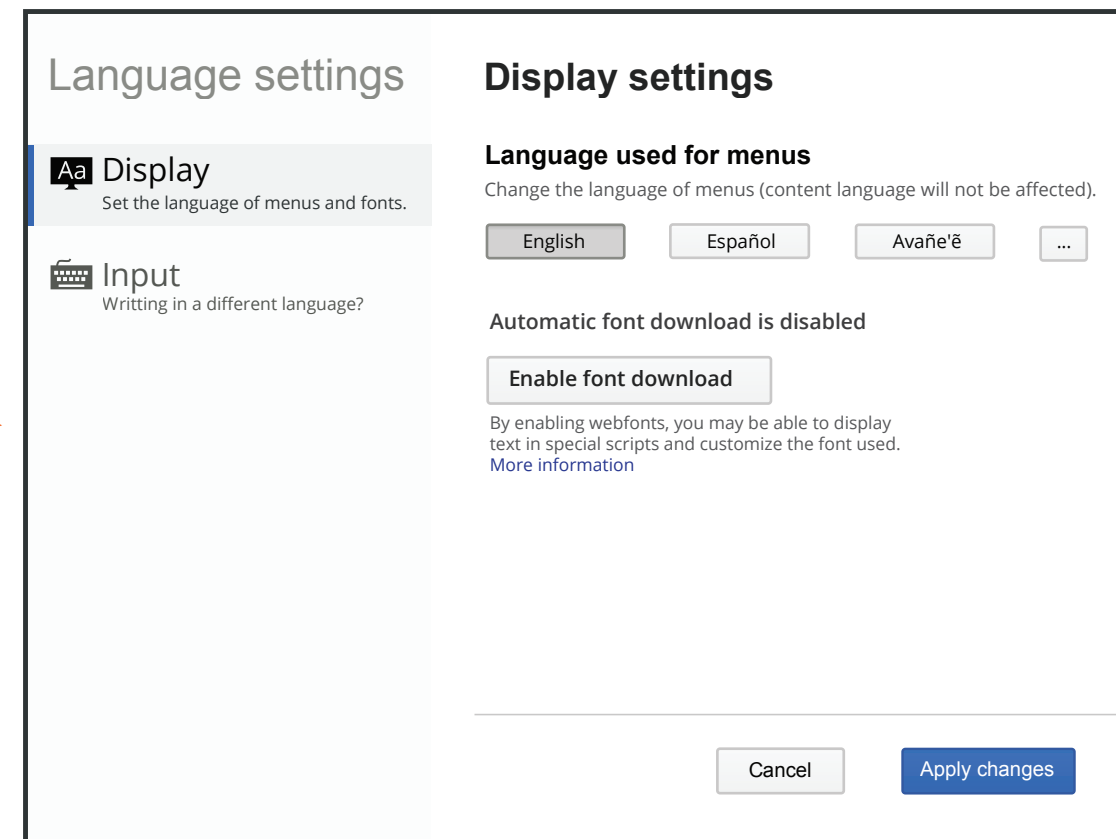 Language settings
Aa Display
Set the language of menus and fonts.
Input
Writting in a different language?
Display settings
Language used for menus
Change the language of menus (content language will not be affected).
English Español Avañe'ẽ ...
Automatic font download is disabled
Enable font download
By enabling webfonts, you may be able to display
text in special scripts and customize the font used.
More information
Cancel Apply changes